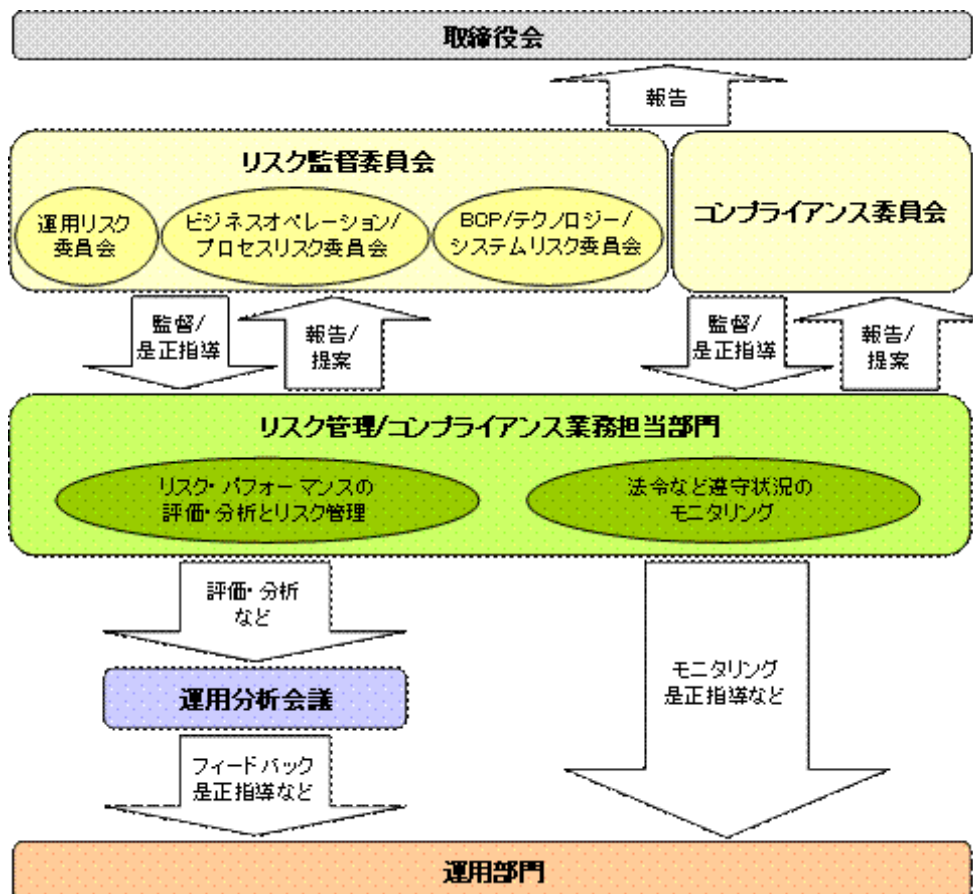 取締役会
報告
リスク監督委員会
運用リスク
委員会
ビジネスオペレーション/
プロセスリスク委員会
BCP/テクノロジー/
システムリスク委員会
コンプライアンス委員会
監督/
是正指導
報告/
提案
監督/
是正指導
報告/
提案
リスク管理/コンプライアンス業務担当部門
リスク・パフォーマンスの
評価・分析とリスク管理
法令など遵守状況の
モニタリング
評価・分析
など
運用分析会議
モニタリング
是正指導など
フィードバック
是正指導など
運用部門